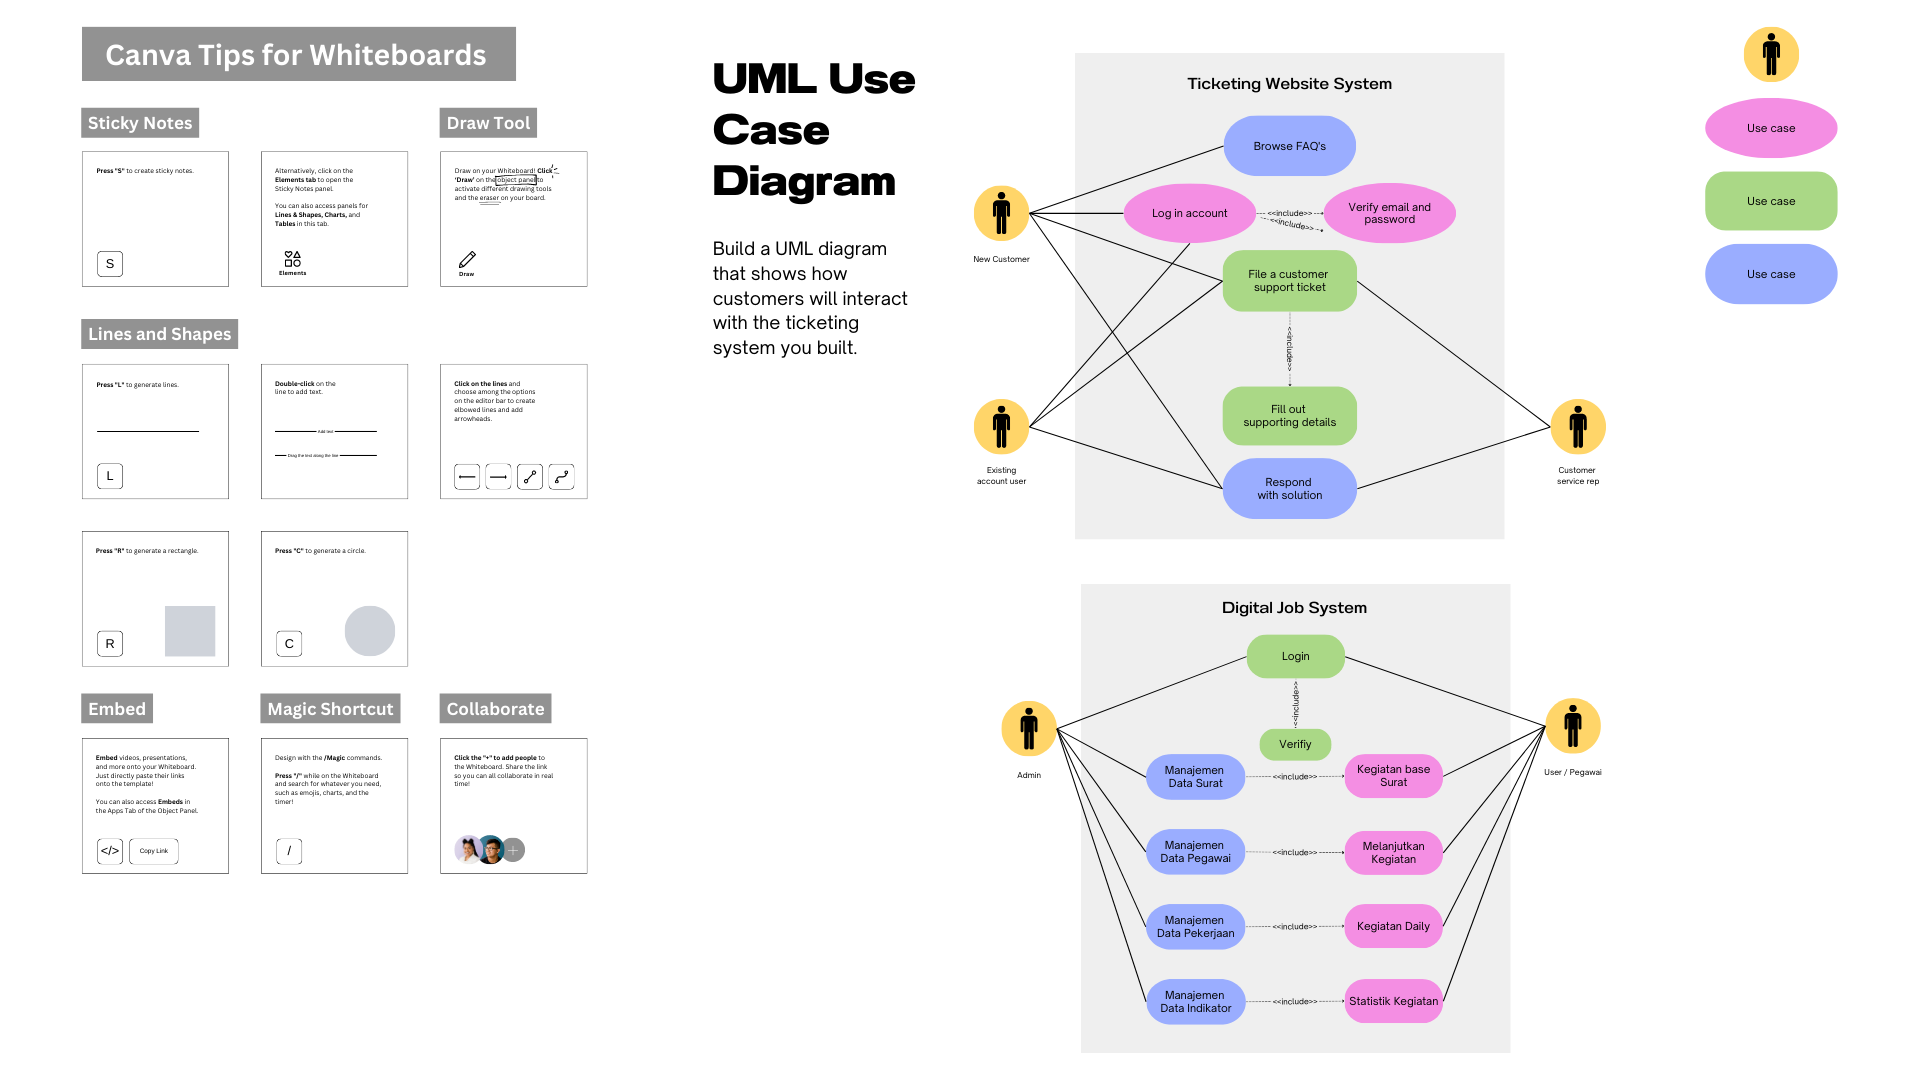 Canva Tips for Whiteboards
Sticky Notes
Press "S" to create sticky notes.
S
Alternatively, click on the
Elements tab to open the
Sticky Notes panel.
You can also access panels for
Lines & Shapes, Charts, and
Tables in this tab.
Elements
Draw Tool
Draw on your Whiteboard! Click
'Draw' on the object panel to
activate different drawing tools
and the eraser on your board.
Draw
Lines and Shapes
Press "L" to generate lines.
L
Double-click on the
line to add text.
Add text
Drag the text along the line
Click on the lines and
choose among the options
on the editor bar to create
elbowed lines and add
arrowheads.
Press "R" to generate a rectangle.
R
Press "C" to generate a circle.
C
Embed
Embed videos, presentations,
and more onto your Whiteboard.
Just directly paste their links
onto the template!
You can also access Embeds in
the Apps Tab of the Object Panel.
</>
Copy Link
Magic Shortcut
Design with the /Magic commands.
Press "/" while on the Whiteboard
and search for whatever you need,
such as emojis, charts, and the
timer!
/
Collaborate
Click the "+" to add people to
the Whiteboard. Share the link
so you can all collaborate in real
time!
+
UML Use
Case
Diagram
Build a UML diagram
that shows how
customers will interact
with the ticketing
system you built.
Ticketing Website System
Browse FAQ's
Log in account
<<include>>
<<include>>
Verify email and
password
File a customer
support ticket
<<include>>
Fill out
supporting details
Respond
with solution
New Customer
Existing
account user
Customer
service rep
Use case
Use case
Use case
Digital Job System
Login
<<include>>
Verifiy
Admin
User / Pegawai
Manajemen
Data Surat
<<include>>
Kegiatan base
Surat
Manajemen
Data Pegawai
<<include>>
Melanjutkan
Kegiatan
Manajemen
Data Pekerjaan
<<include>>
Kegiatan Daily
Manajemen
Data Indikator
<<include>>
Statistik Kegiatan